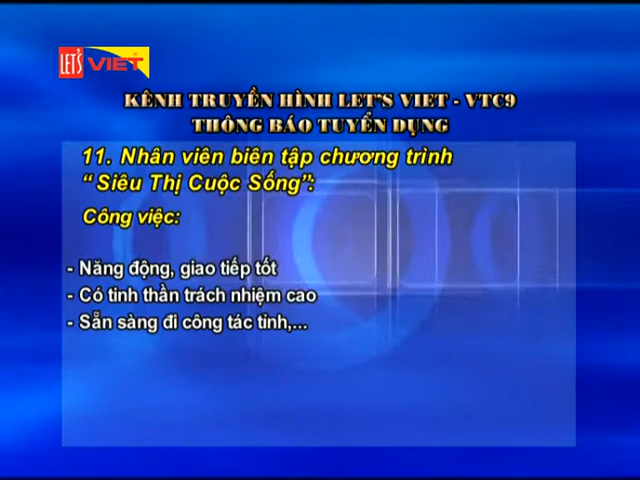 LET'S VIET
KÊNH TRUYỀN HÌNH LET'S VIET - VTC9
THÔNG BÁO TUYỂN DỤNG
11. Nhân viên biên tập chương trình
“ Siêu Thị Cuộc Sống”:
Công việc:
- Năng động, giao tiếp tốt
- Có tinh thần trách nhiệm cao
- Sẵn sàng đi công tác tỉnh,...